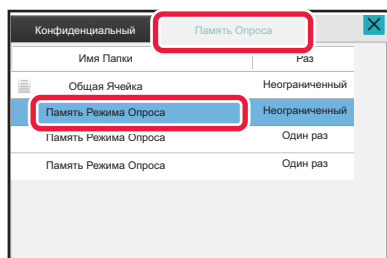 Конфиденциальный Память Опроса
Имя Папки Раз
Общая Ячейка Неограниченный
Память Режима Опроса Неограниченный
Память Режима Опроса Один раз
Память Режима Опроса Один раз